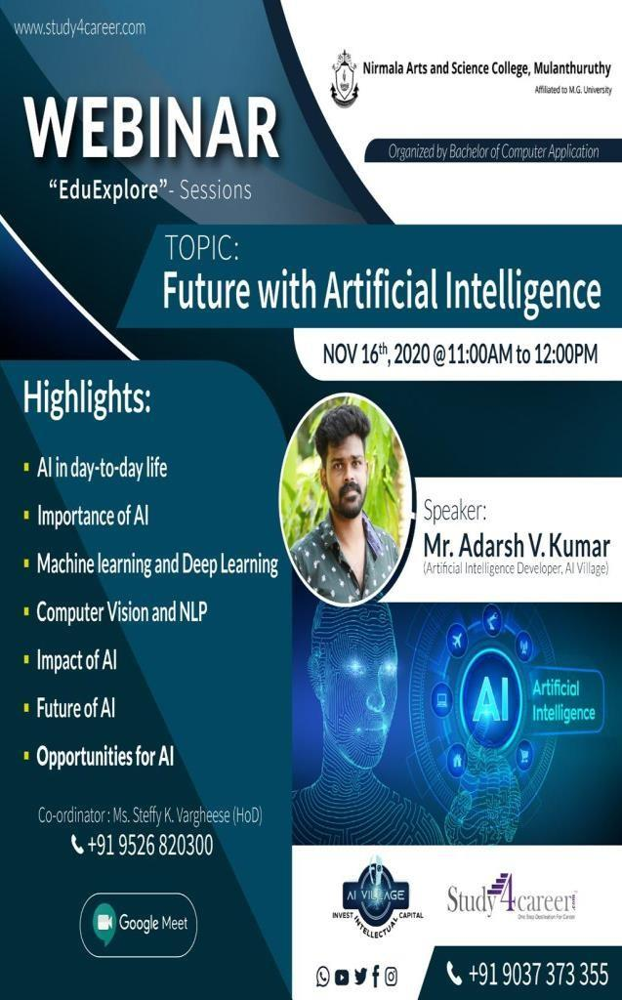 www.study4career.com
Nirmala Arts and Science College, Mulanthuruthy
Affiliated to M.G. University
WEBINAR
Organized by Bachelor of Computer Application
“EduExplore”- Sessions
TOPIC:
Future with Artificial Intelligence
NOV 16th, 2020 @11:00AM to 12:00PM
Highlights:
▪ AI in day-to-day life
▪ Importance of AI
▪ Machine learning and Deep Learning
▪ Computer Vision and NLP
▪ Impact of AI
▪ Future of AI
▪ Opportunities for AI
Speaker:
Mr. Adarsh V. Kumar
(Artificial Intelligence Developer, AI Village)
AI
Artificial
Intelligence
Co-ordinator : Ms. Steffy K. Vargheese (HoD)
+91 9526 820300
Google Meet
AI VILLAGE
INVEST INTELLECTUAL CAPITAL
Study4career.com
One Stop Destination For Career
+91 9037 373 355